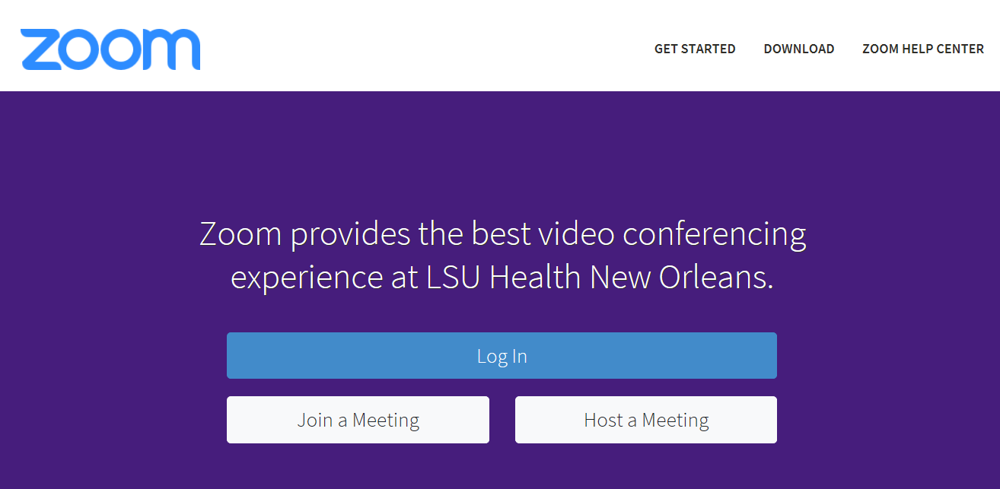 zoom
GET STARTED
DOWNLOAD
ZOOM HELP CENTER
Zoom provides the best video conferencing
experience at LSU Health New Orleans.
Log In
Join a Meeting
Host a Meeting